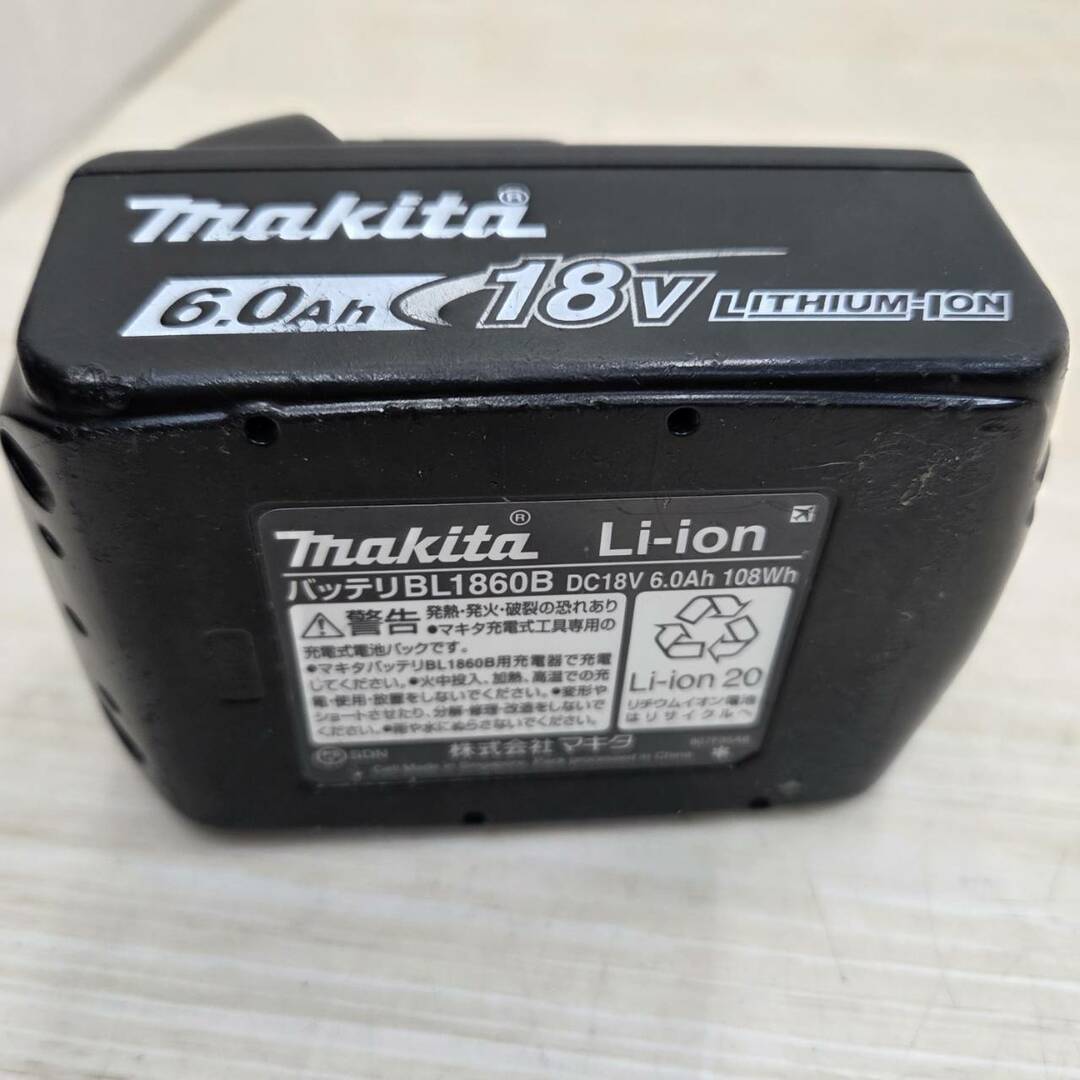 makita®
6.0Ah 18V LITHIUM-ION
makita® Li-ion
バッテリBL1860B DC18V 6.0Ah 108Wh
警告 発熱・発火・破裂の恐れあり
●マキタ充電式工具専用の
充電式電池パックです。
●マキタバッテリBL1860B用充電器で充電
してください。●火中投入、加熱、高温での充
電・使用・放置をしないでください。●変形や
ショートさせたり、分解・修理・改造をしないで
ください。●雨や水にぬらさないでください。
Li-ion 20
リチウムイオン電池
はリサイクルへ
SDN 株式会社 マキタ
Cell Made in Pack in China